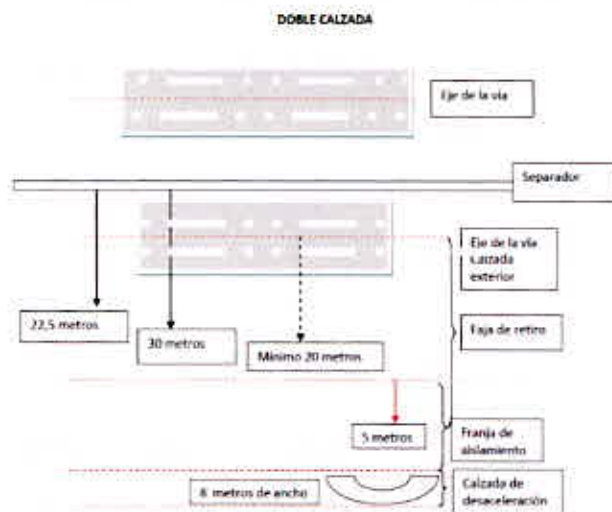 DOBLE CALZADA
Eje de la vía
Separador
Eje de la vía
Calzada
exterior
22,5 metros
30 metros
Mínimo 20 metros
Faja de retiro
5 metros
Franja de
aislamiento
8 metros de ancho
Calzada de
desaceleración